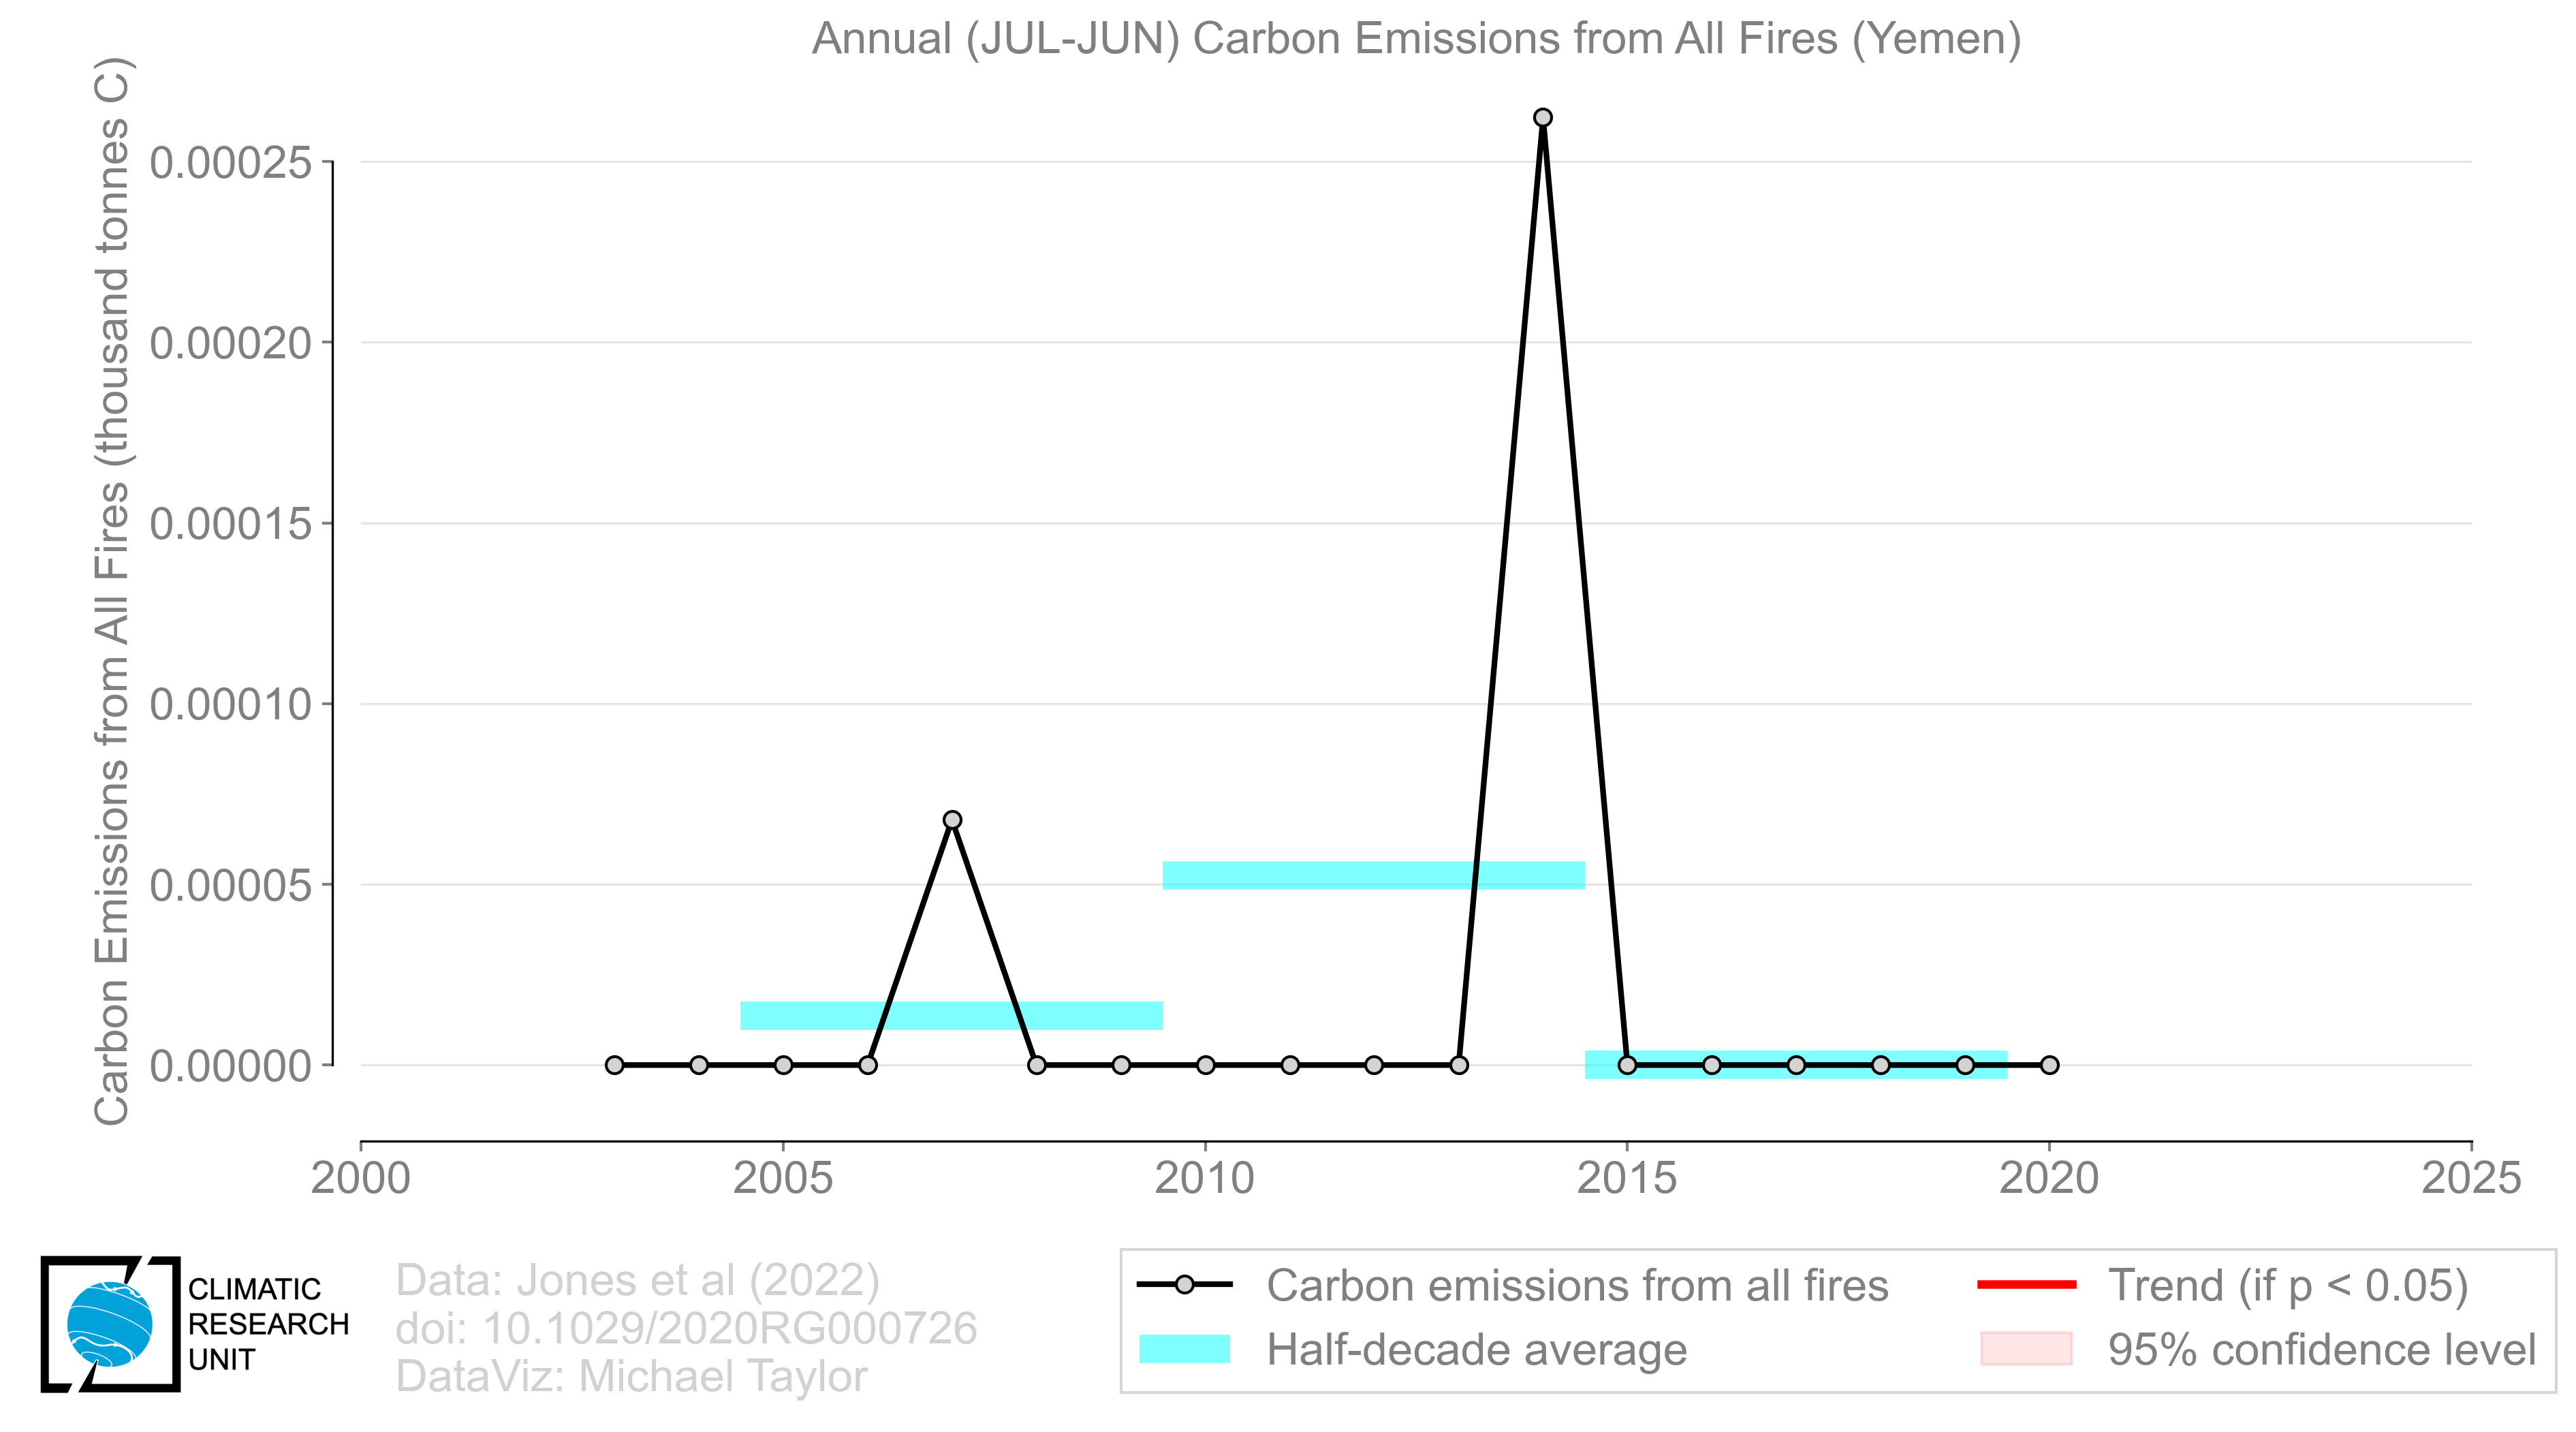 Annual (JUL-JUN) Carbon Emissions from All Fires (Yemen)
Carbon Emissions from All Fires (thousand tonnes C)
0.00025
0.00020
0.00015
0.00010
0.00005
0.00000
2000 2005 2010 2015 2020 2025
CLIMATIC
RESEARCH
UNIT
Data: Jones et al (2022)
doi: 10.1029/2020RG000726
DataViz: Michael Taylor
Carbon emissions from all fires
Half-decade average
Trend (if p < 0.05)
95% confidence level